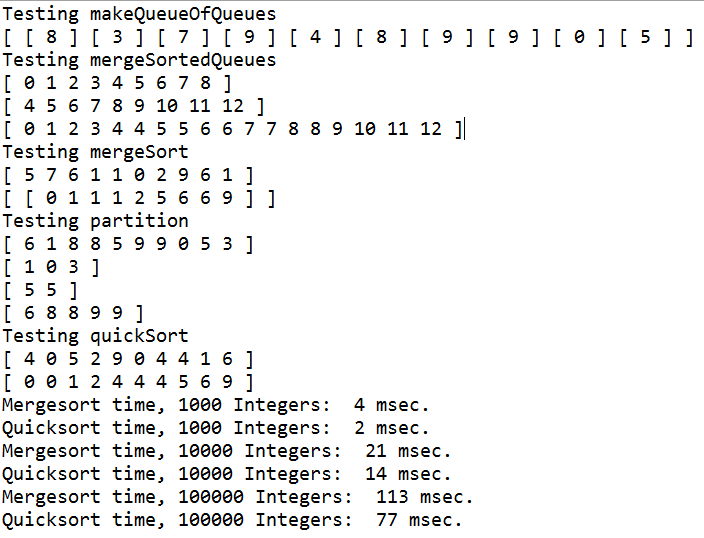 Testing makeQueueOfQueues
[ [ 8 ] [ 3 ] [ 7 ] [ 9 ] [ 4 ] [ 8 ] [ 9 ] [ 9 ] [ 0 ] [ 5 ] ]
Testing mergeSortedQueues
[ 0 1 2 3 4 5 6 7 8 ]
[ 4 5 6 7 8 9 10 11 12 ]
[ 0 1 2 3 4 4 5 5 6 6 7 7 8 8 9 10 11 12 ]
Testing mergeSort
[ 5 7 6 1 1 0 2 9 6 1 ]
[ [ 0 1 1 1 2 5 6 6 9 ] ]
Testing partition
[ 6 1 8 8 5 9 9 0 5 3 ]
[ 1 0 3 ]
[ 5 5 ]
[ 6 8 8 9 9 ]
Testing quickSort
[ 4 0 5 2 9 0 4 4 1 6 ]
[ 0 0 1 2 4 4 4 5 6 9 ]
Mergesort time, 1000 Integers:  4 msec.
Quicksort time, 1000 Integers:  2 msec.
Mergesort time, 10000 Integers:  21 msec.
Quicksort time, 10000 Integers:  14 msec.
Mergesort time, 100000 Integers:  113 msec.
Quicksort time, 100000 Integers:  77 msec.